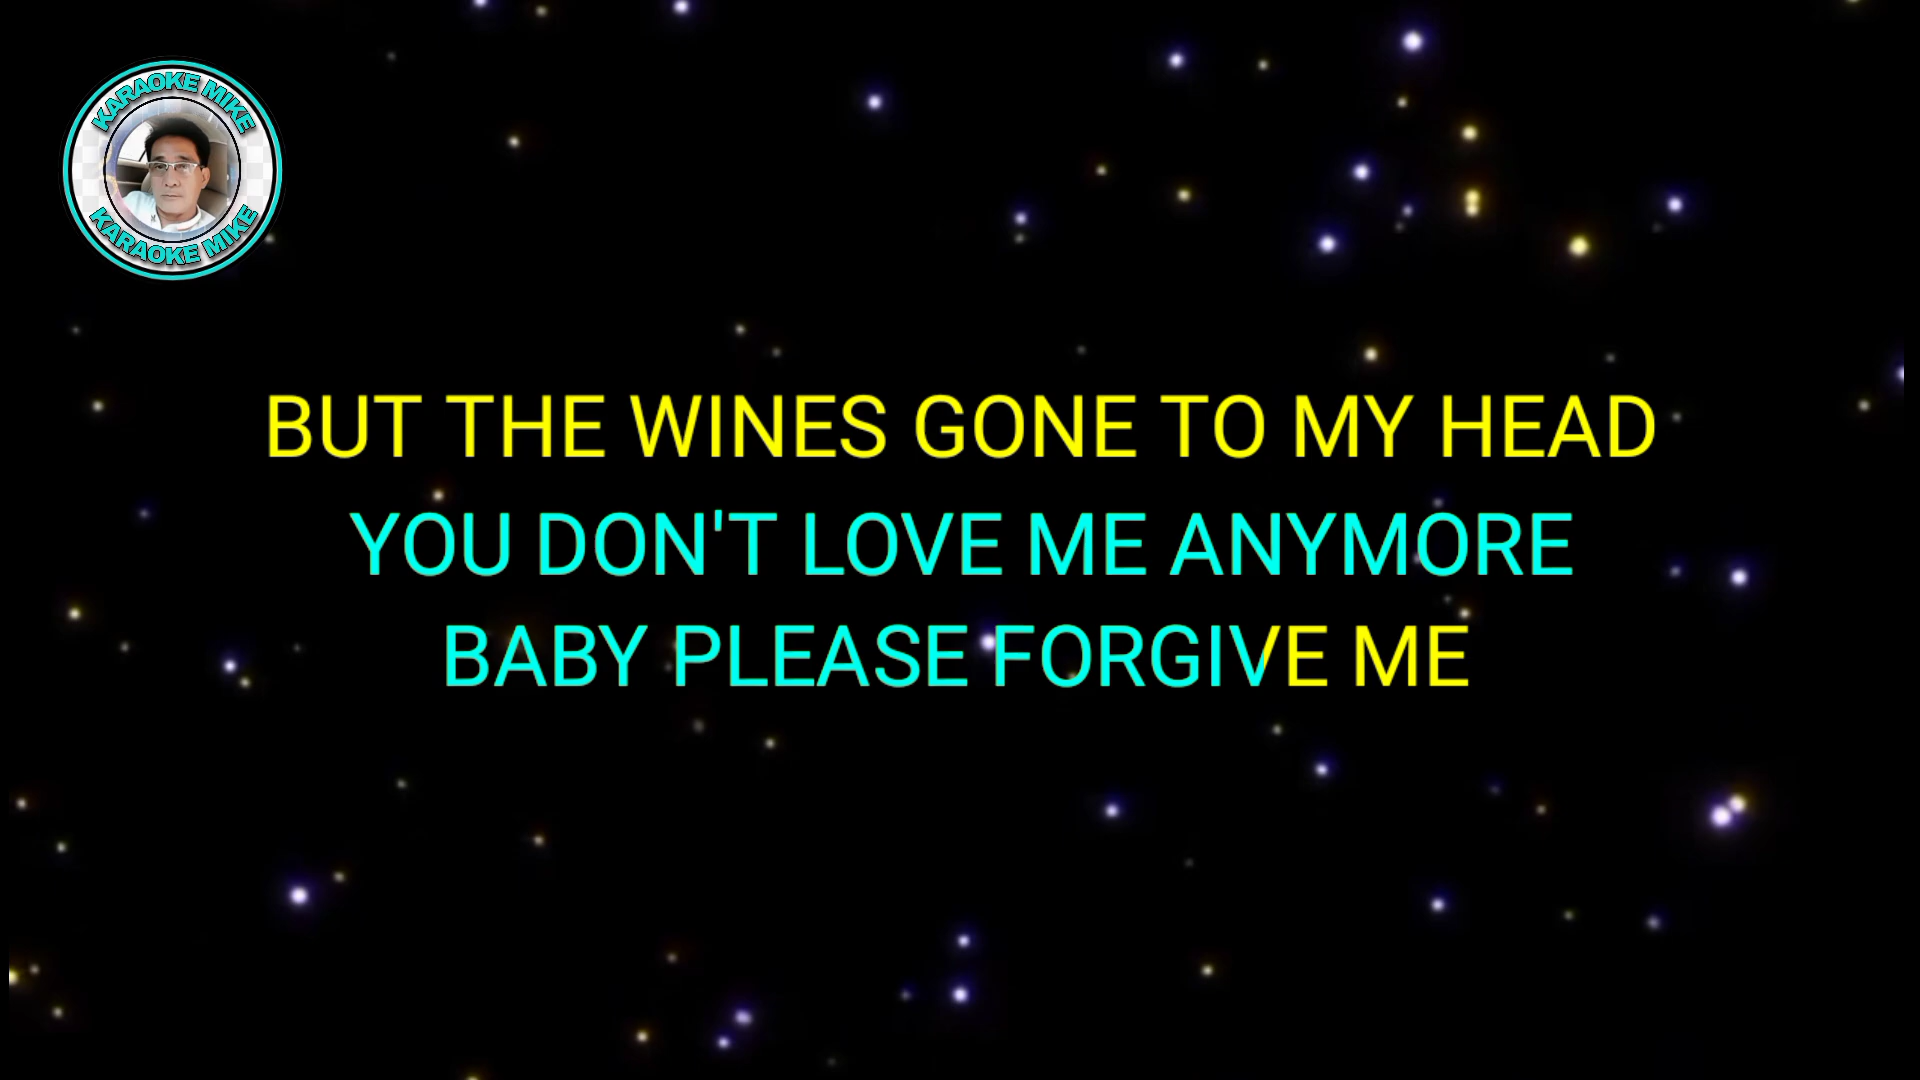 KARAOKE MIKE
KARAOKE MIKE
BUT THE WINES GONE TO MY HEAD
YOU DON'T LOVE ME ANYMORE
BABY PLEASE FORGIVE ME